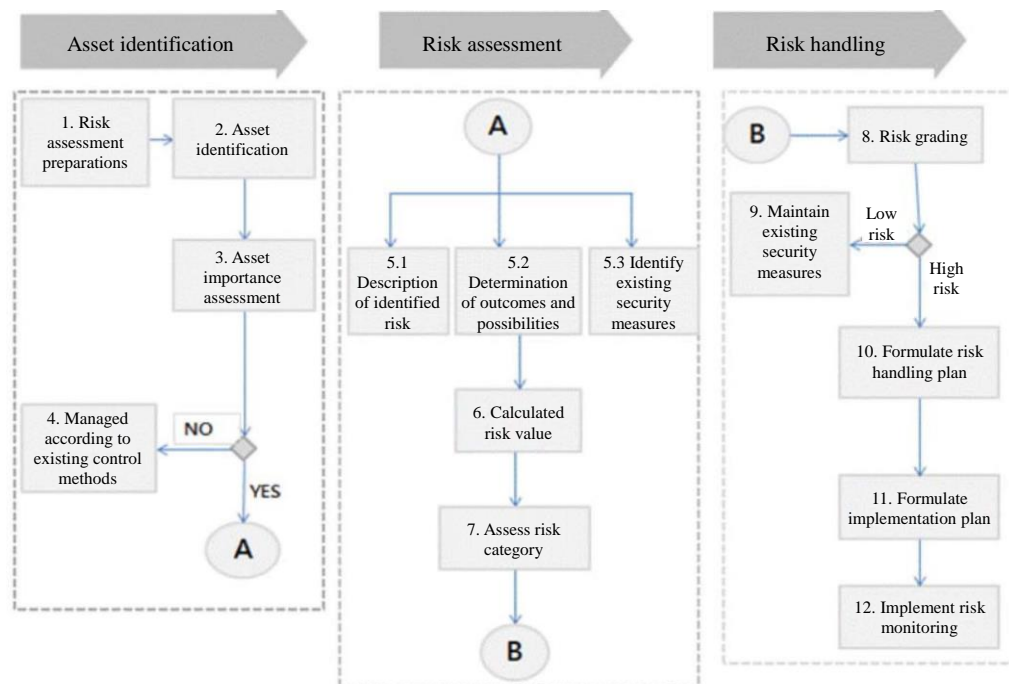 Asset identification
Risk assessment
Risk handling
1. Risk
assessment
preparations
2. Asset
identification
3. Asset
importance
assessment
4. Managed
according to
existing control
methods
NO
YES
A
A
5.1
Description
of identified
risk
5.2
Determination
of outcomes and
possibilities
5.3 Identify
existing
security
measures
6. Calculated
risk value
7. Assess risk
category
B
B
8. Risk grading
9. Maintain
existing
security
measures
Low
risk
High
risk
10. Formulate risk
handling plan
11. Formulate
implementation plan
12. Implement risk
monitoring